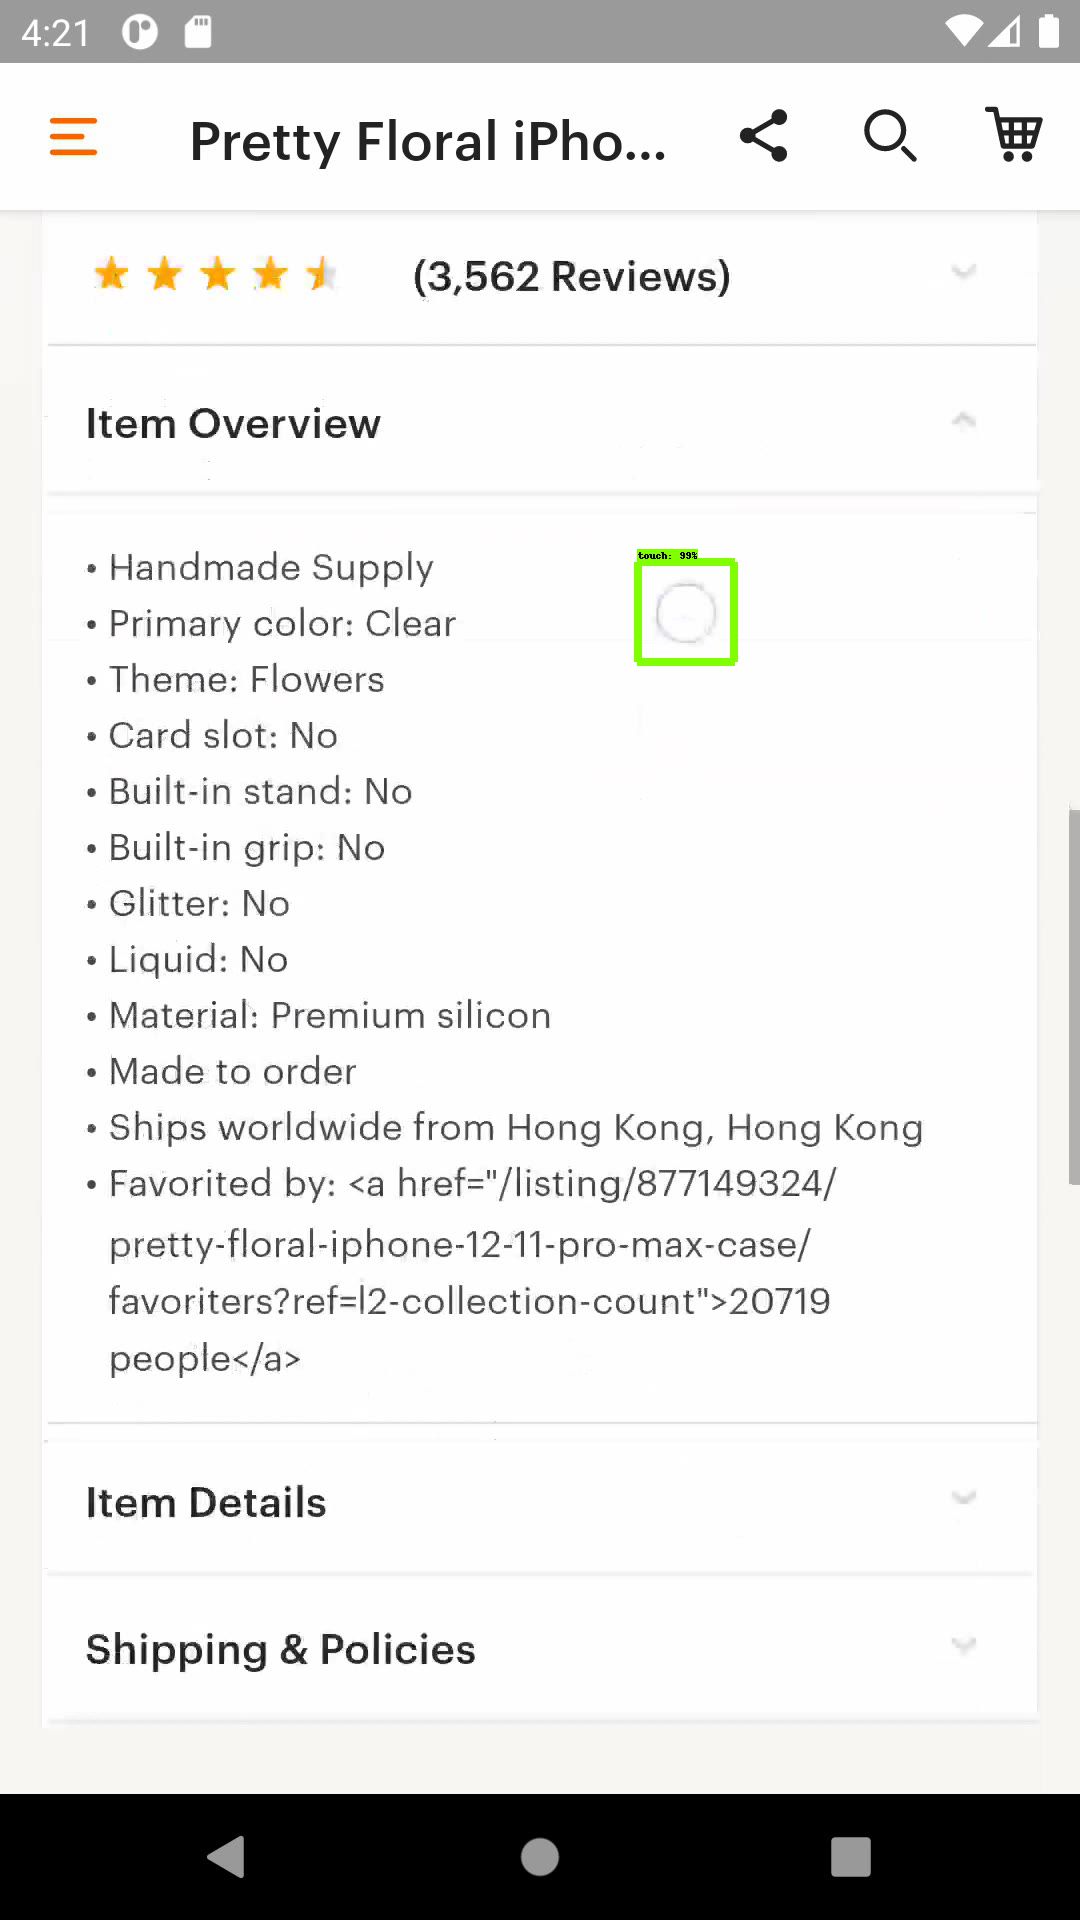 4:21
Pretty Floral iPho...
(3,562 Reviews)
Item Overview
touch: 99%
• Handmade Supply
• Primary color: Clear
• Theme: Flowers
• Card slot: No
• Built-in stand: No
• Built-in grip: No
• Glitter: No
• Liquid: No
• Material: Premium silicon
• Made to order
• Ships worldwide from Hong Kong, Hong Kong
• Favorited by: <a href="/listing/877149324/
pretty-floral-iphone-12-11-pro-max-case/
favoriters?ref=l2-collection-count">20719
people</a>
Item Details
Shipping & Policies